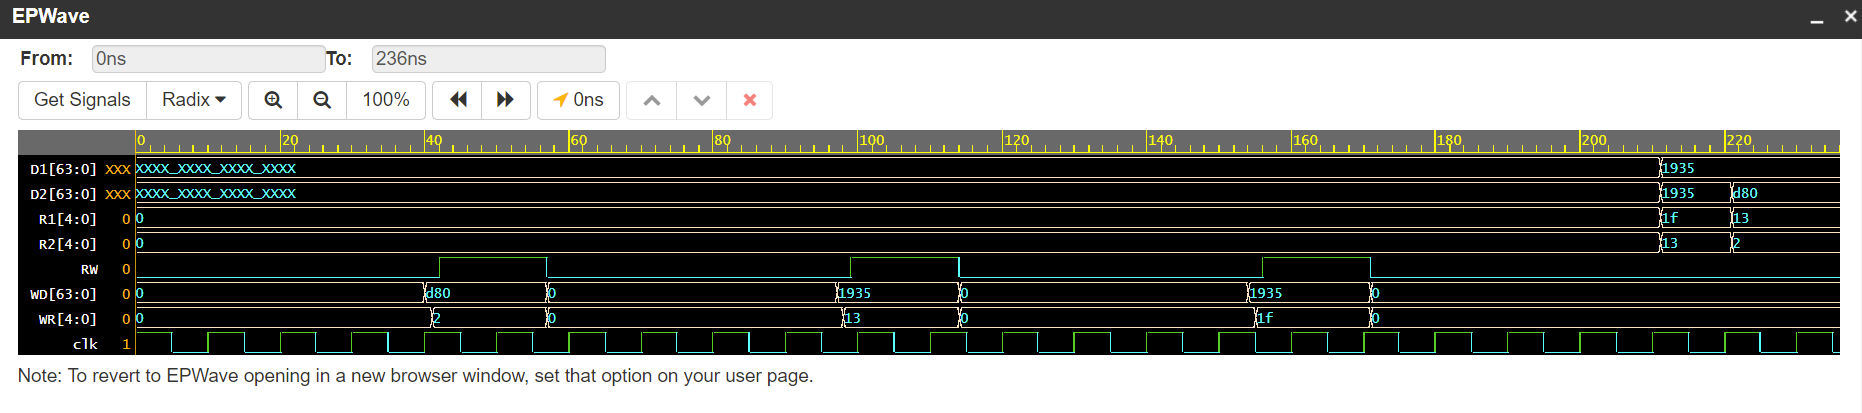 EPWave
From: 0ns To: 236ns
Get Signals Radix 100% 0ns
0 20 40 60 80 100 120 140 160 180 200 220
D1[63:0] XXX XXXX_XXXX_XXXX_XXXX 1935
D2[63:0] XXX XXXX_XXXX_XXXX_XXXX 1935 d80
R1[4:0] 0 0 1f 13
R2[4:0] 0 0 13 2
RW 0
WD[63:0] 0 0 d80 0 1935 0 1935 0
WR[4:0] 0 0 2 0 13 0 1f 0
clk 1
Note: To revert to EPWave opening in a new browser window, set that option on your user page.